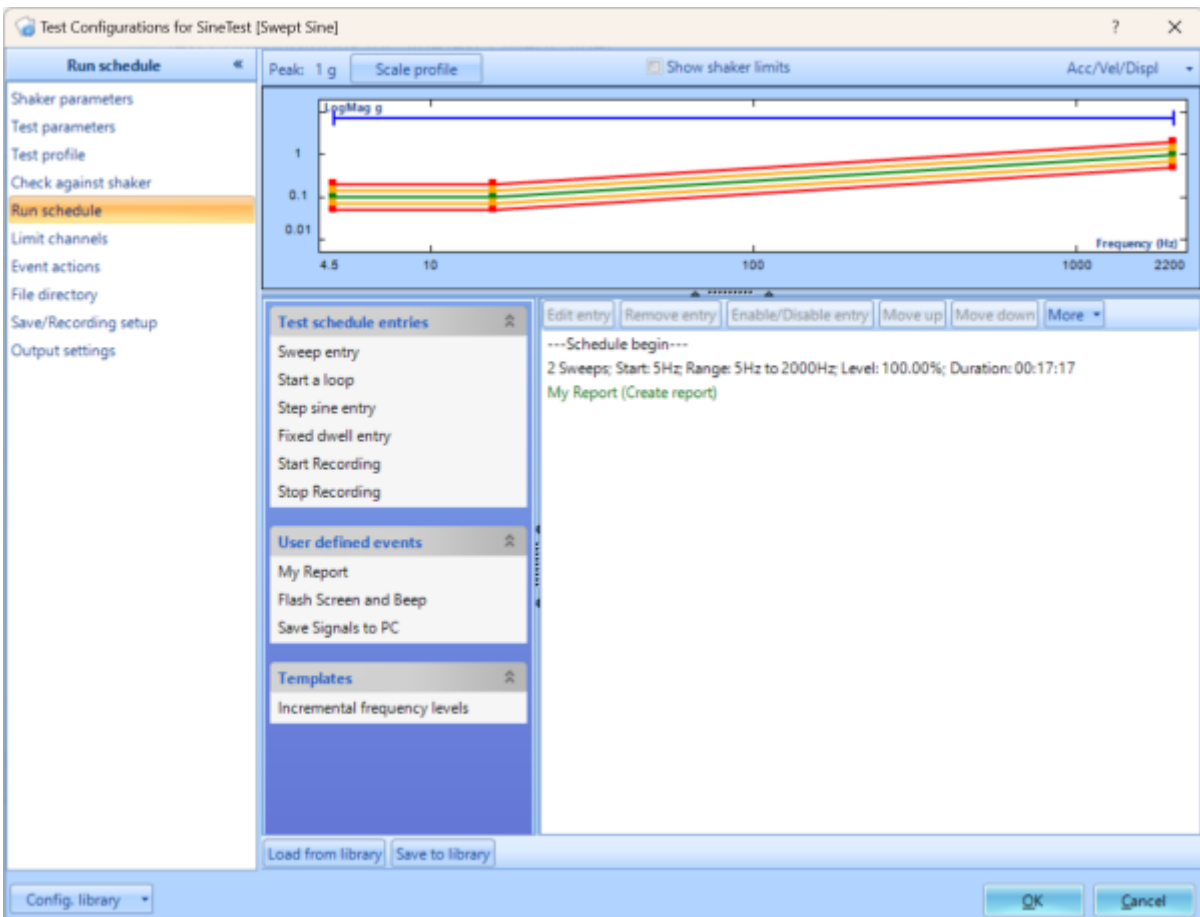 Test Configurations for SineTest [Swept Sine]
?
Run schedule
Shaker parameters
Test parameters
Test profile
Check against shaker
Run schedule
Limit channels
Event actions
File directory
Save/Recording setup
Output settings
Peak: 1 g
Scale profile
Show shaker limits
Acc/Vel/Displ
LogMag g
1
0.1
0.01
Frequency (Hz)
4.5 10 100 1000 2200
Test schedule entries
Sweep entry
Start a loop
Step sine entry
Fixed dwell entry
Start Recording
Stop Recording
User defined events
My Report
Flash Screen and Beep
Save Signals to PC
Templates
Incremental frequency levels
Edit entry Remove entry Enable/Disable entry Move up Move down More
---Schedule begin---
2 Sweeps; Start: 5Hz; Range: 5Hz to 2000Hz; Level: 100.00%; Duration: 00:17:17
My Report (Create report)
Load from library Save to library
Config. library
OK Cancel